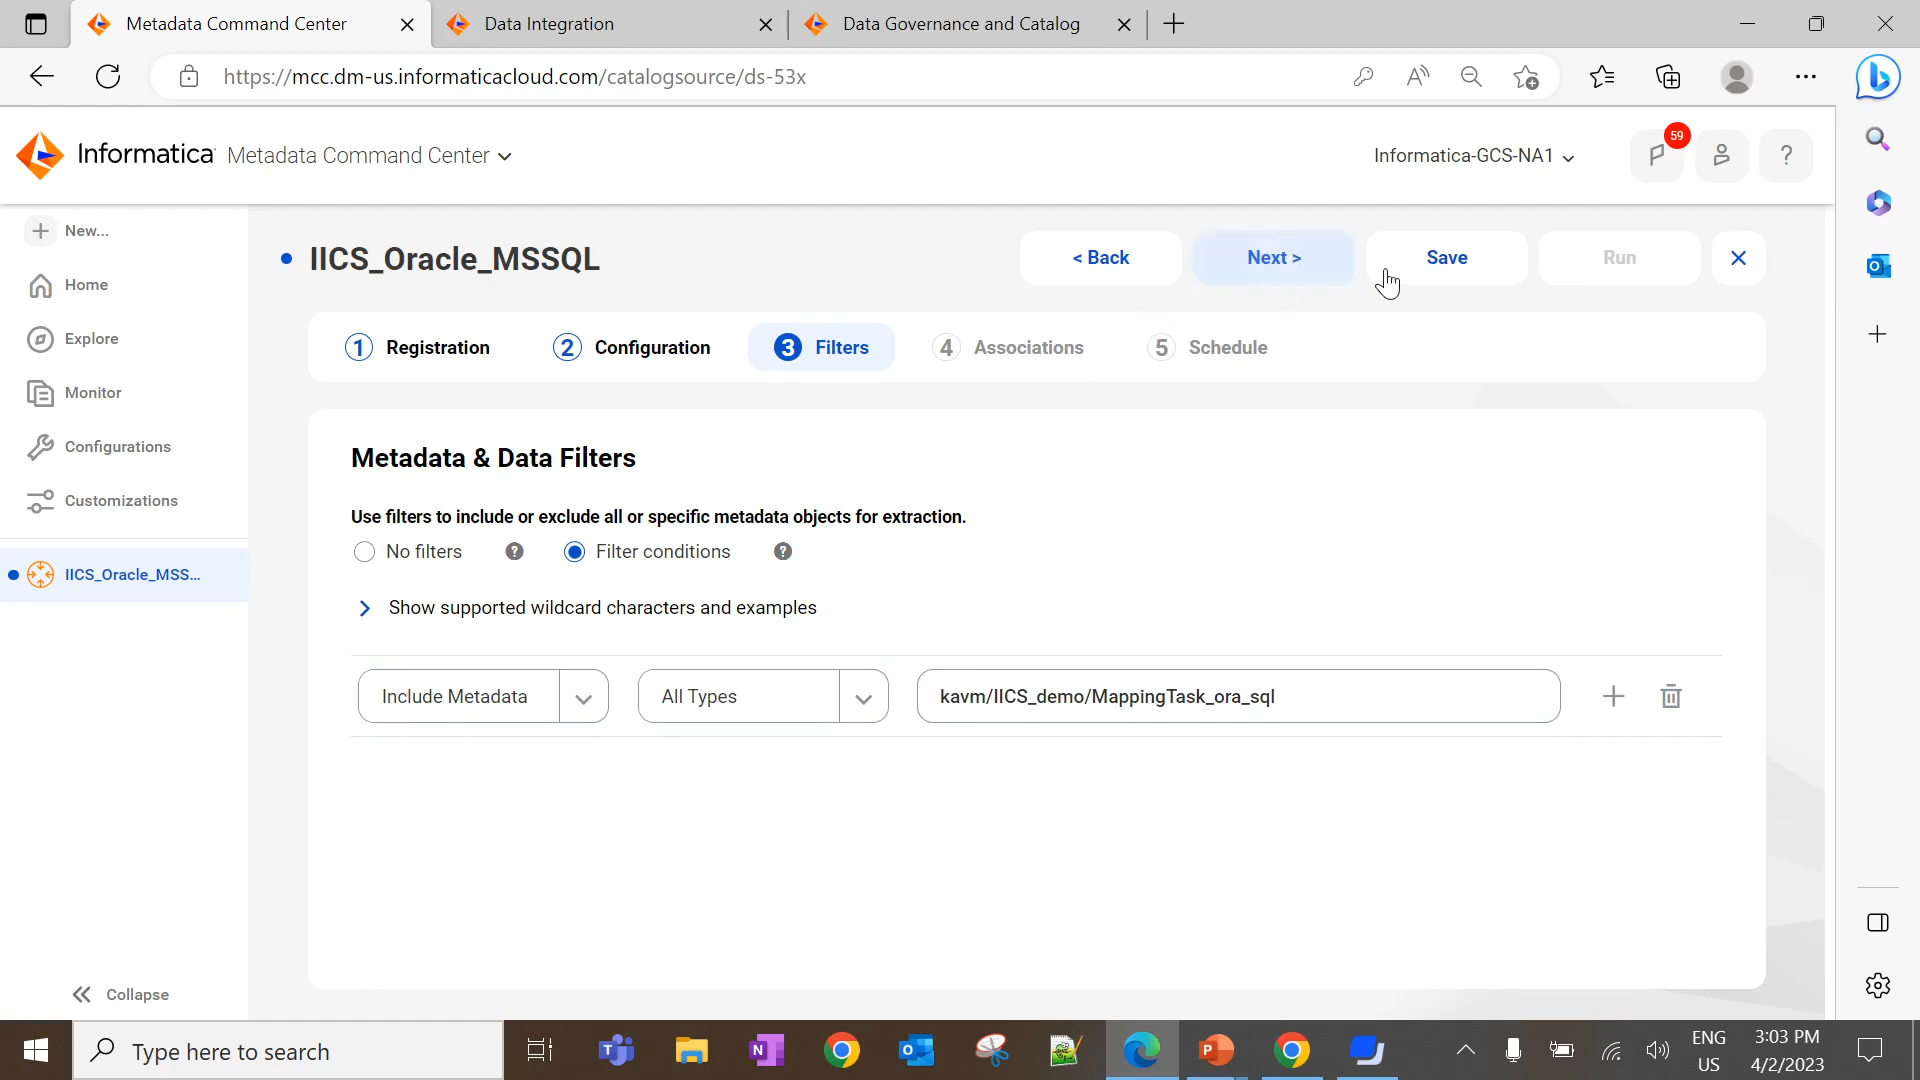 Metadata Command Center
Data Integration
Data Governance and Catalog
https://mcc.dm-us.informaticacloud.com/catalogsource/ds-53x
Informatica Metadata Command Center
Informatica-GCS-NA1
59
?
New...
Home
Explore
Monitor
Configurations
Customizations
IICS_Oracle_MSS...
Collapse
IICS_Oracle_MSSQL
< Back
Next >
Save
Run
1 Registration
2 Configuration
3 Filters
4 Associations
5 Schedule
Metadata & Data Filters
Use filters to include or exclude all or specific metadata objects for extraction.
No filters ? Filter conditions ?
Show supported wildcard characters and examples
Include Metadata
All Types
kavm/IICS_demo/MappingTask_ora_sql
Type here to search
ENG
US
3:03 PM
4/2/2023